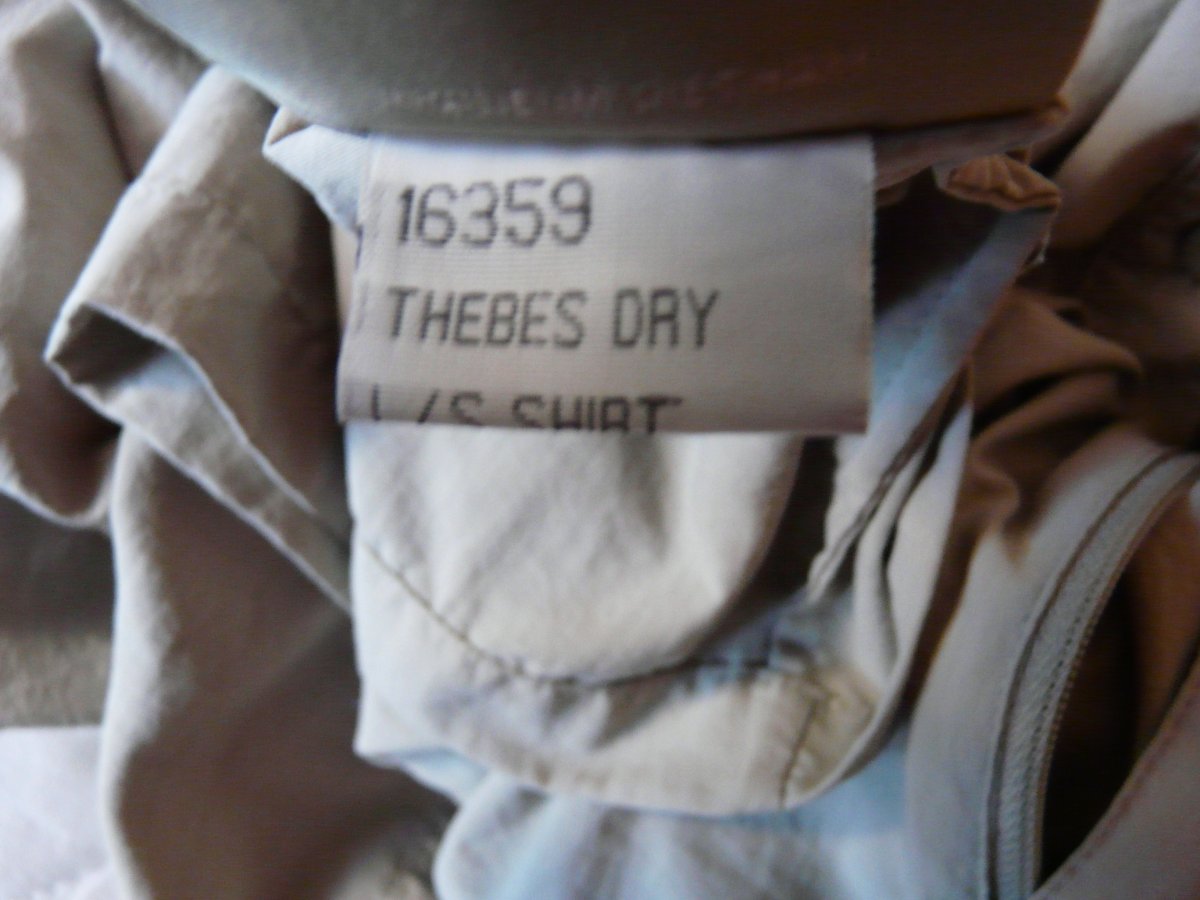 16359
THEBES DRY
L/S SHIRT